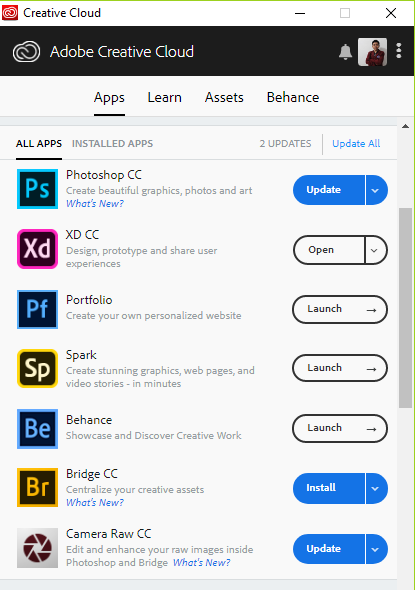 Creative Cloud
Adobe Creative Cloud
Apps Learn Assets Behance
ALL APPS INSTALLED APPS 2 UPDATES Update All
Ps
Photoshop CC
Create beautiful graphics, photos and art
What's New?
Update
Xd
XD CC
Design, prototype and share user
experiences
Open
Pf
Portfolio
Create your own personalized website
Launch →
Sp
Spark
Create stunning graphics, web pages, and
video stories - in minutes
Launch →
Be
Behance
Showcase and Discover Creative Work
Launch →
Br
Bridge CC
Centralize your creative assets
What's New?
Install
Camera Raw CC
Edit and enhance your raw images inside
Photoshop and Bridge What's New?
Update